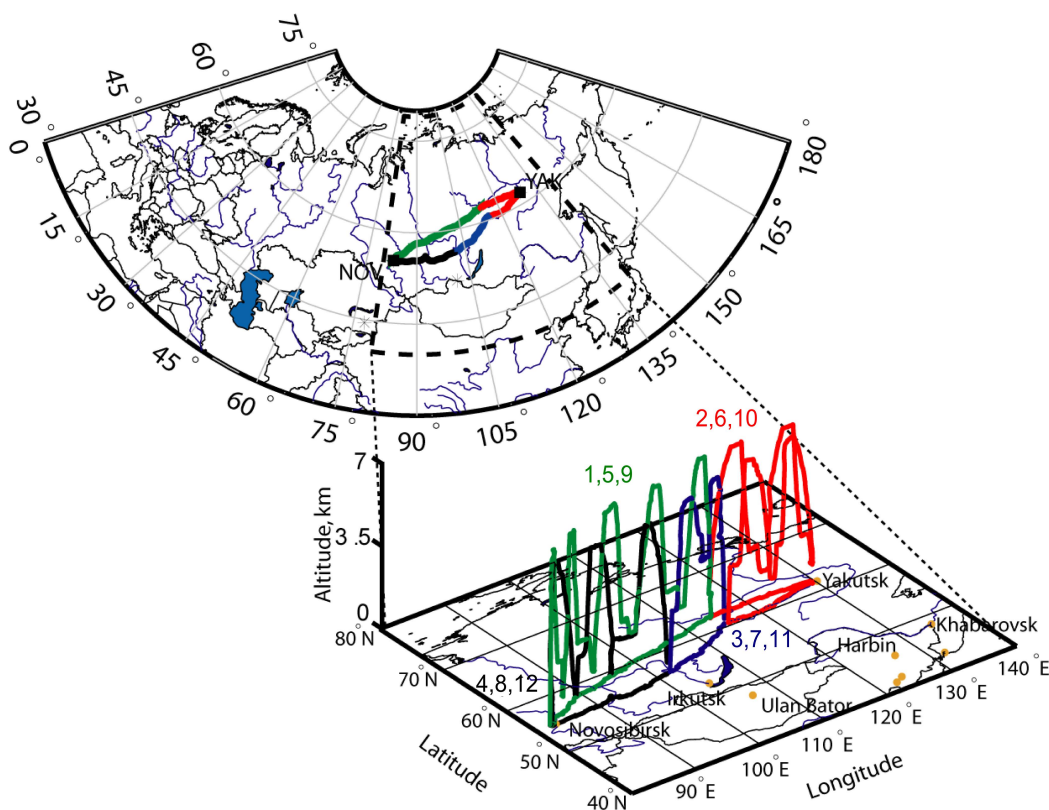 75°
60°
45°
30°
0°
15°
30°
45°
60°
75°
90°
105°
120°
135°
150°
165°
180°
YAK
NOV
2,6,10
1,5,9
3,7,11
4,8,12
7
3.5
0
Altitude, km
80 N
70 N
60 N
50 N
40 N
Latitude
90° E
100° E
110° E
120° E
130° E
140° E
Longitude
Yakutsk
Khabarovsk
Harbin
Irkutsk
Ulan Bator
Novosibirsk